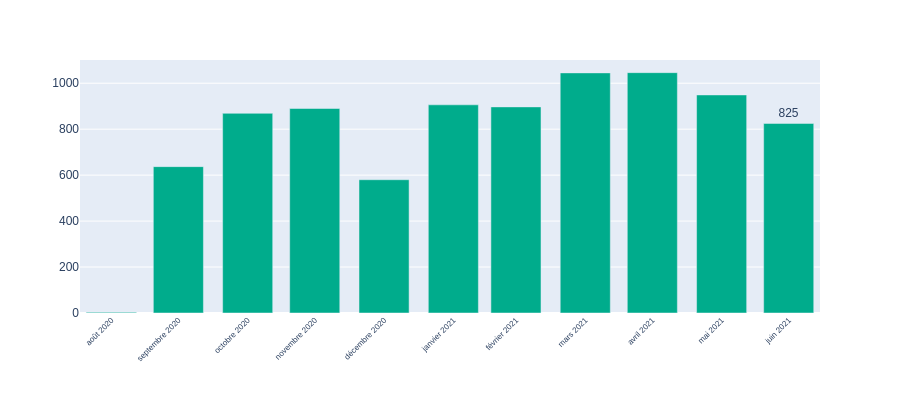 1000
800
600
400
200
0
825
août 2020
septembre 2020
octobre 2020
novembre 2020
décembre 2020
janvier 2021
février 2021
mars 2021
avril 2021
mai 2021
juin 2021